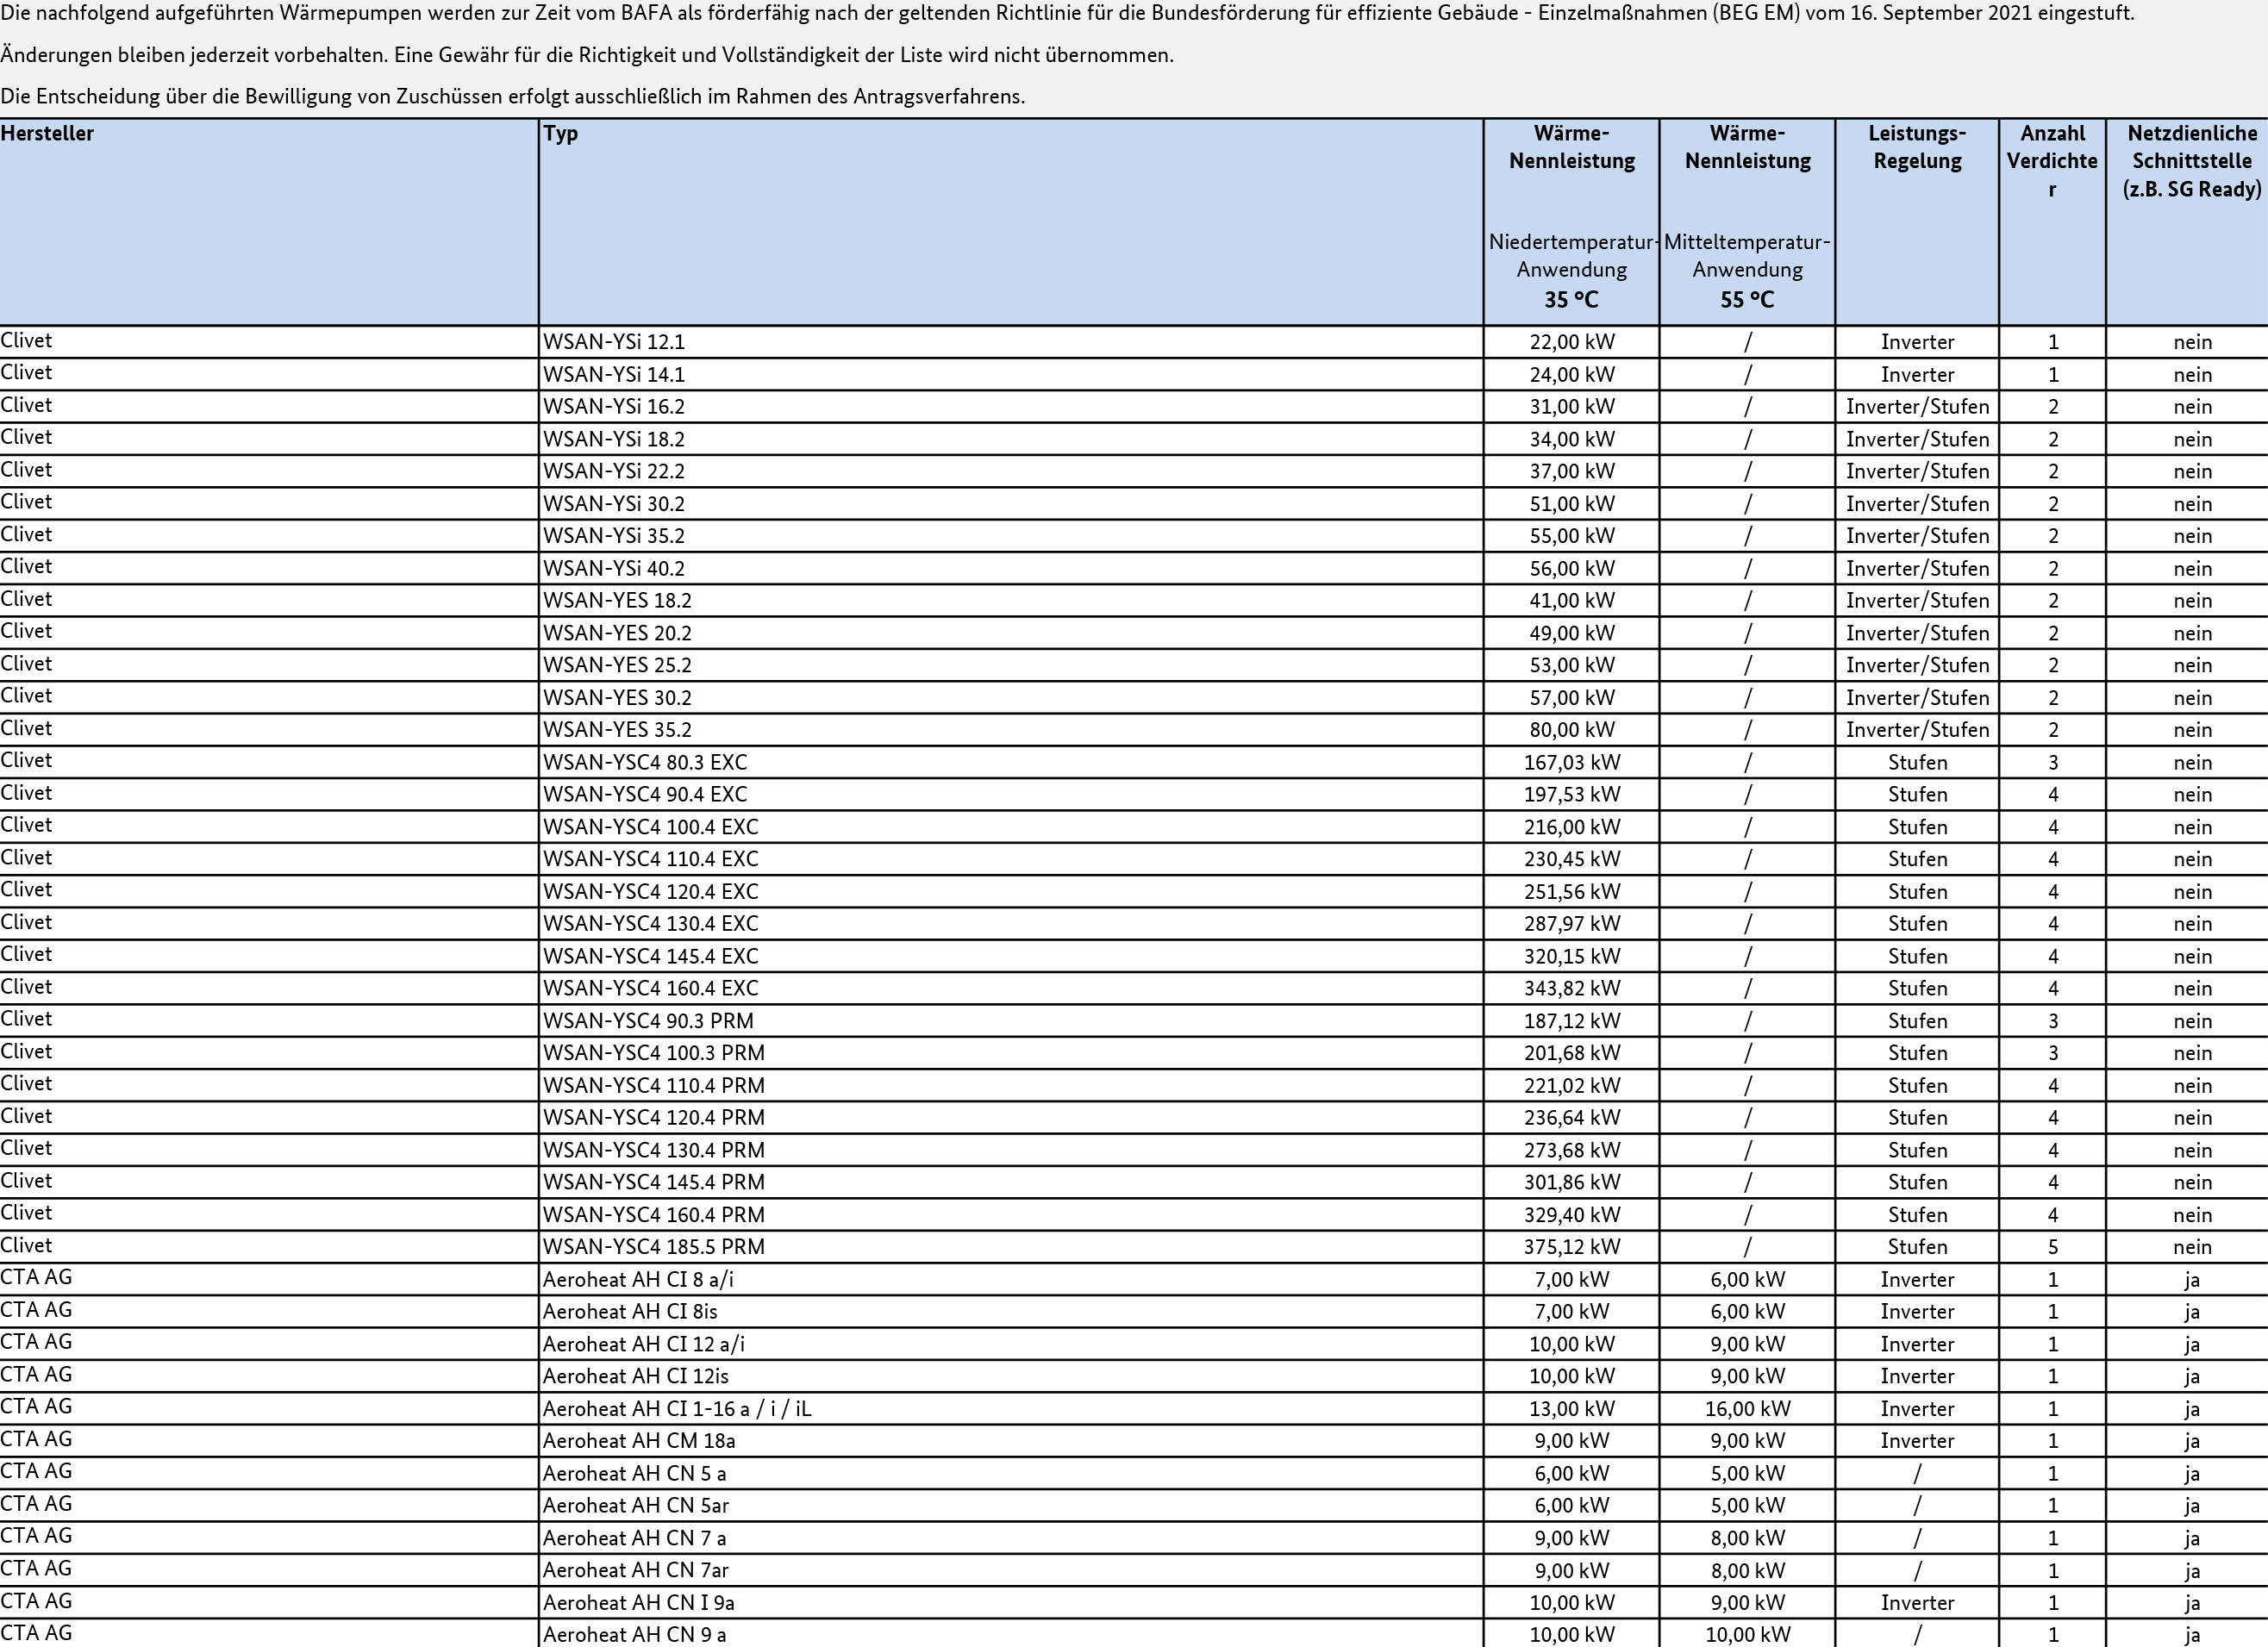 Die nachfolgend aufgeführten Wärmepumpen werden zur Zeit vom BAFA als förderfähig nach der geltenden Richtlinie für die Bundesförderung für effiziente Gebäude - Einzelmaßnahmen (BEG EM) vom 16. September 2021 eingestuft.
Änderungen bleiben jederzeit vorbehalten. Eine Gewähr für die Richtigkeit und Vollständigkeit der Liste wird nicht übernommen.
Die Entscheidung über die Bewilligung von Zuschüssen erfolgt ausschließlich im Rahmen des Antragsverfahrens.
Hersteller Typ Wärme- Wärme- Leistungs- Anzahl Netzdienliche
Nennleistung Nennleistung Regelung Verdichte Schnittstelle
r (z.B. SG Ready)
Niedertemperatur- Mitteltemperatur-
Anwendung Anwendung
35 °C 55 °C
Clivet WSAN-YSi 12.1 22,00 kW / Inverter 1 nein
Clivet WSAN-YSi 14.1 24,00 kW / Inverter 1 nein
Clivet WSAN-YSi 16.2 31,00 kW / Inverter/Stufen 2 nein
Clivet WSAN-YSi 18.2 34,00 kW / Inverter/Stufen 2 nein
Clivet WSAN-YSi 22.2 37,00 kW / Inverter/Stufen 2 nein
Clivet WSAN-YSi 30.2 51,00 kW / Inverter/Stufen 2 nein
Clivet WSAN-YSi 35.2 55,00 kW / Inverter/Stufen 2 nein
Clivet WSAN-YSi 40.2 56,00 kW / Inverter/Stufen 2 nein
Clivet WSAN-YES 18.2 41,00 kW / Inverter/Stufen 2 nein
Clivet WSAN-YES 20.2 49,00 kW / Inverter/Stufen 2 nein
Clivet WSAN-YES 25.2 53,00 kW / Inverter/Stufen 2 nein
Clivet WSAN-YES 30.2 57,00 kW / Inverter/Stufen 2 nein
Clivet WSAN-YES 35.2 80,00 kW / Inverter/Stufen 2 nein
Clivet WSAN-YSC4 80.3 EXC 167,03 kW / Stufen 3 nein
Clivet WSAN-YSC4 90.4 EXC 197,53 kW / Stufen 4 nein
Clivet WSAN-YSC4 100.4 EXC 216,00 kW / Stufen 4 nein
Clivet WSAN-YSC4 110.4 EXC 230,45 kW / Stufen 4 nein
Clivet WSAN-YSC4 120.4 EXC 251,56 kW / Stufen 4 nein
Clivet WSAN-YSC4 130.4 EXC 287,97 kW / Stufen 4 nein
Clivet WSAN-YSC4 145.4 EXC 320,15 kW / Stufen 4 nein
Clivet WSAN-YSC4 160.4 EXC 343,82 kW / Stufen 4 nein
Clivet WSAN-YSC4 90.3 PRM 187,12 kW / Stufen 3 nein
Clivet WSAN-YSC4 100.3 PRM 201,68 kW / Stufen 3 nein
Clivet WSAN-YSC4 110.4 PRM 221,02 kW / Stufen 4 nein
Clivet WSAN-YSC4 120.4 PRM 236,64 kW / Stufen 4 nein
Clivet WSAN-YSC4 130.4 PRM 273,68 kW / Stufen 4 nein
Clivet WSAN-YSC4 145.4 PRM 301,86 kW / Stufen 4 nein
Clivet WSAN-YSC4 160.4 PRM 329,40 kW / Stufen 4 nein
Clivet WSAN-YSC4 185.5 PRM 375,12 kW / Stufen 5 nein
CTA AG Aeroheat AH CI 8 a/i 7,00 kW 6,00 kW Inverter 1 ja
CTA AG Aeroheat AH CI 8is 7,00 kW 6,00 kW Inverter 1 ja
CTA AG Aeroheat AH CI 12 a/i 10,00 kW 9,00 kW Inverter 1 ja
CTA AG Aeroheat AH CI 12is 10,00 kW 9,00 kW Inverter 1 ja
CTA AG Aeroheat AH CI 1-16 a / i / iL 13,00 kW 16,00 kW Inverter 1 ja
CTA AG Aeroheat AH CM 18a 9,00 kW 9,00 kW Inverter 1 ja
CTA AG Aeroheat AH CN 5 a 6,00 kW 5,00 kW / 1 ja
CTA AG Aeroheat AH CN 5ar 6,00 kW 5,00 kW / 1 ja
CTA AG Aeroheat AH CN 7 a 9,00 kW 8,00 kW / 1 ja
CTA AG Aeroheat AH CN 7ar 9,00 kW 8,00 kW / 1 ja
CTA AG Aeroheat AH CN I 9a 10,00 kW 9,00 kW Inverter 1 ja
CTA AG Aeroheat AH CN 9 a 10,00 kW 10,00 kW / 1 ja